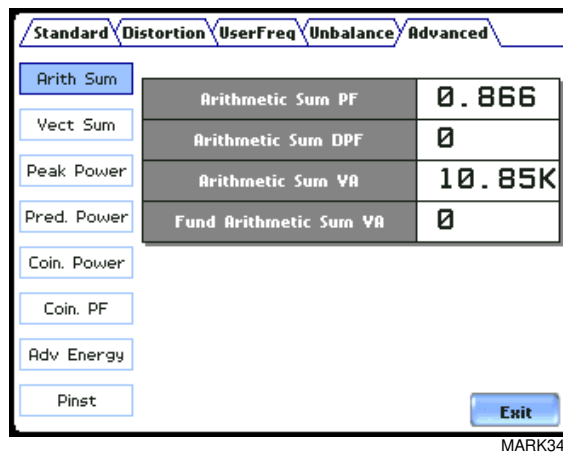 Standard Distortion UserFreq Unbalance Advanced
Arith Sum
Vect Sum
Peak Power
Pred. Power
Coin. Power
Coin. PF
Adv Energy
Pinst
Arithmetic Sum PF 0.866
Arithmetic Sum DPF 0
Arithmetic Sum VA 10.85K
Fund Arithmetic Sum VA 0
Exit
MARK34